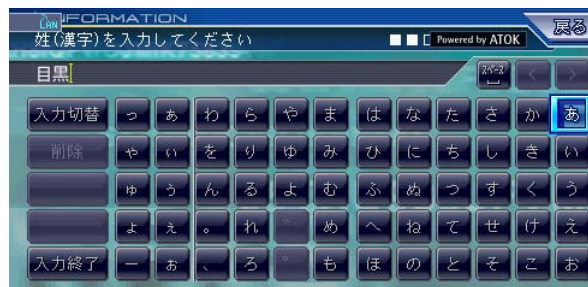 LAN INFORMATION
姓(漢字)を入力してください Powered by ATOK 戻る
目黒 スペース < >
入力切替 っ ぁ わ ら や ま は な た さ か あ
削除 ゃ ぃ を り ゆ み ひ に ち し き い
ゅ ぅ ん る よ む ふ ぬ つ す く う
ょ ぇ 。 れ ゛ め へ ね て せ け え
入力終了 ー ぉ 、 ろ ゜ も ほ の と そ こ お